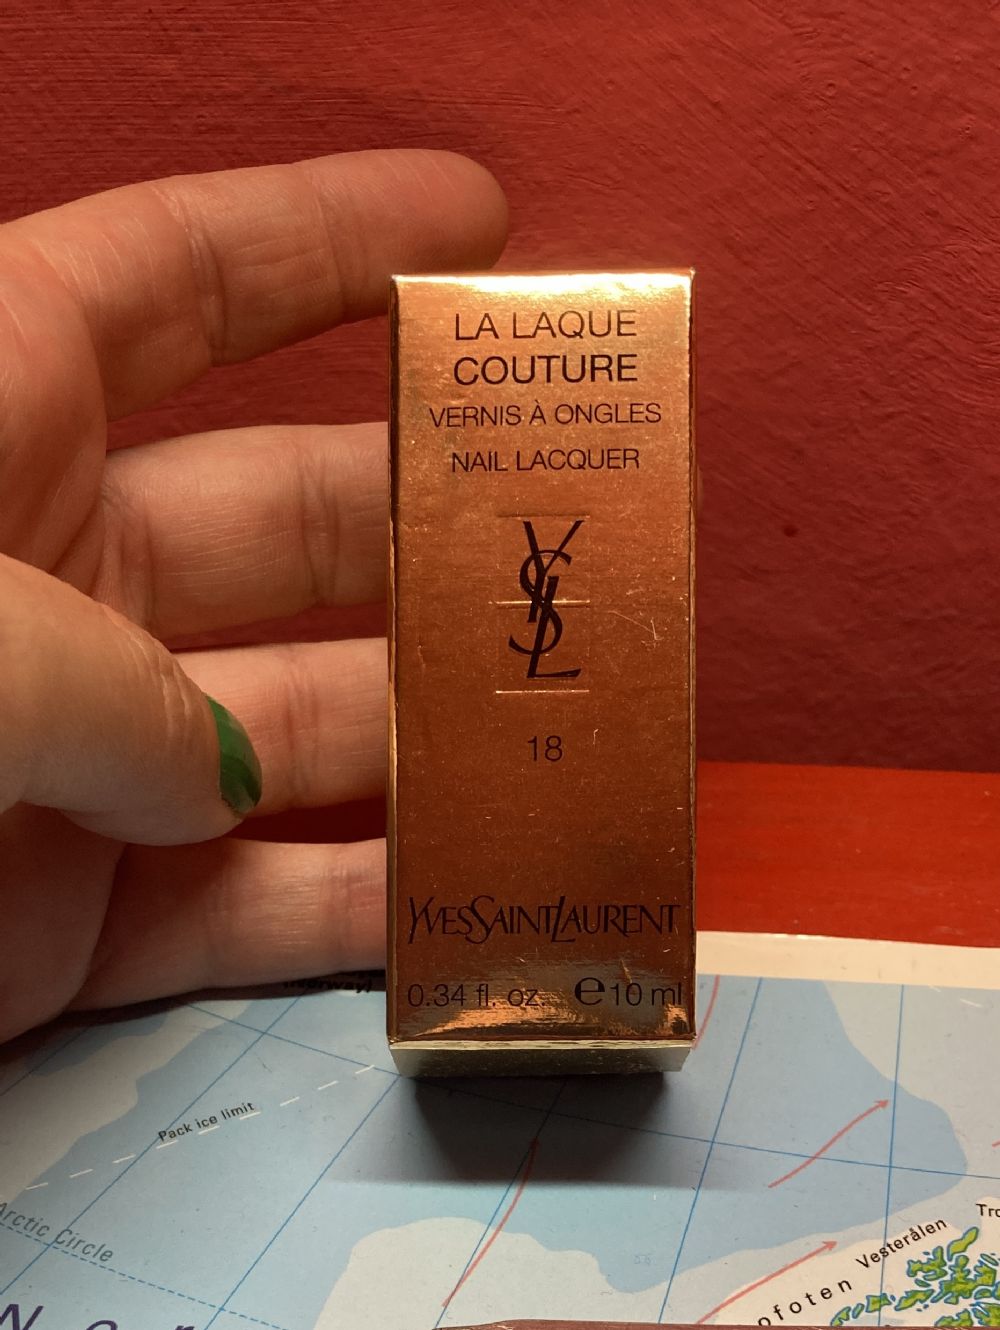 LA LAQUE
COUTURE
VERNIS À ONGLES
NAIL LACQUER
YSL
18
YVESSAINTLAURENT
0.34 fl. oz. ℮ 10 ml
Pack ice limit
Arctic Circle
Vesterålen